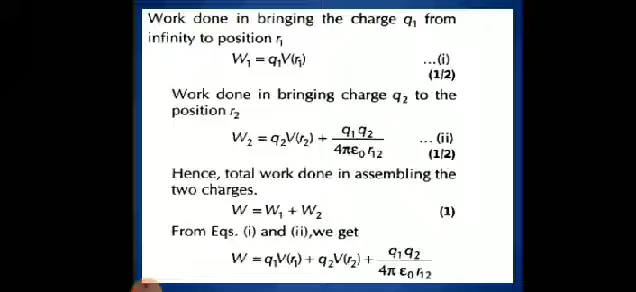 Work done in bringing the charge q₁ from
infinity to position r₁
W₁ = q₁V(r₁) ...(i)
(1/2)
Work done in bringing charge q₂ to the
position r₂
W₂ = q₂V(r₂) + q₁q₂ / 4πε₀r₁₂ ...(ii)
(1/2)
Hence, total work done in assembling the
two charges.
W = W₁ + W₂ (1)
From Eqs. (i) and (ii),we get
W = q₁V(r₁) + q₂V(r₂) + q₁q₂ / 4π ε₀r₁₂